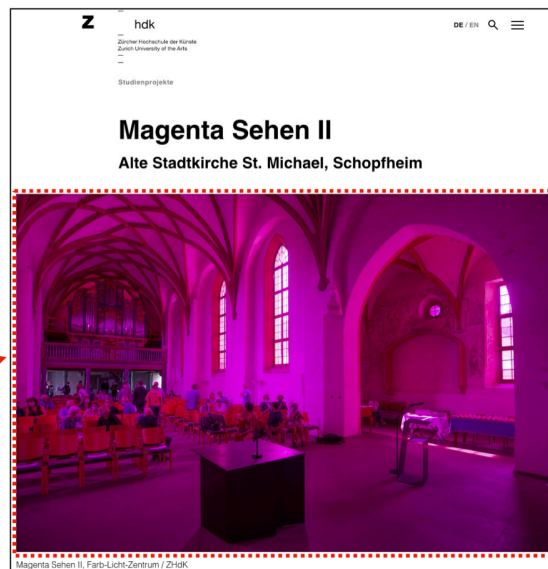 Z hdk
DE / EN
Zürcher Hochschule der Künste
Zurich University of the Arts
Studienprojekte
Magenta Sehen II
Alte Stadtkirche St. Michael, Schopfheim
Magenta Sehen II, Farb-Licht-Zentrum / ZHdK